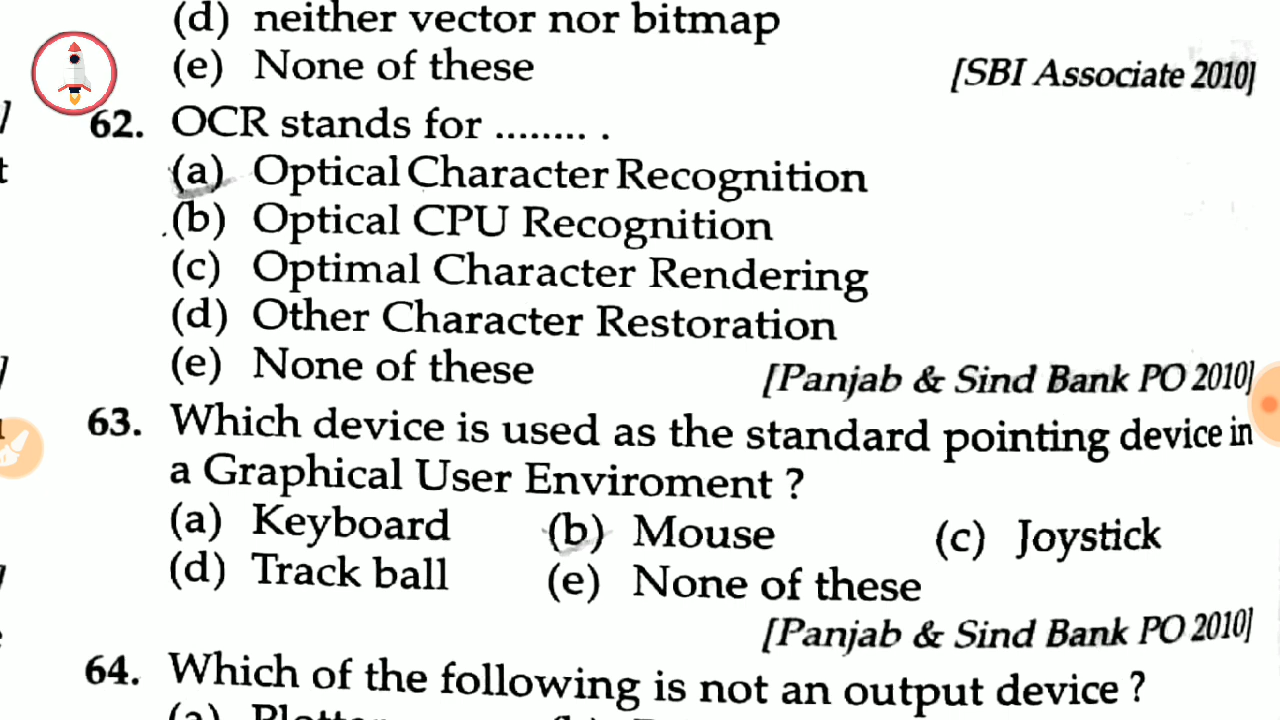 (d) neither vector nor bitmap
(e) None of these [SBI Associate 2010]
62. OCR stands for ........ .
(a) Optical Character Recognition
(b) Optical CPU Recognition
(c) Optimal Character Rendering
(d) Other Character Restoration
(e) None of these [Panjab & Sind Bank PO 2010]
63. Which device is used as the standard pointing device in
a Graphical User Enviroment ?
(a) Keyboard (b) Mouse (c) Joystick
(d) Track ball (e) None of these
[Panjab & Sind Bank PO 2010]
64. Which of the following is not an output device ?
(a) Plotter